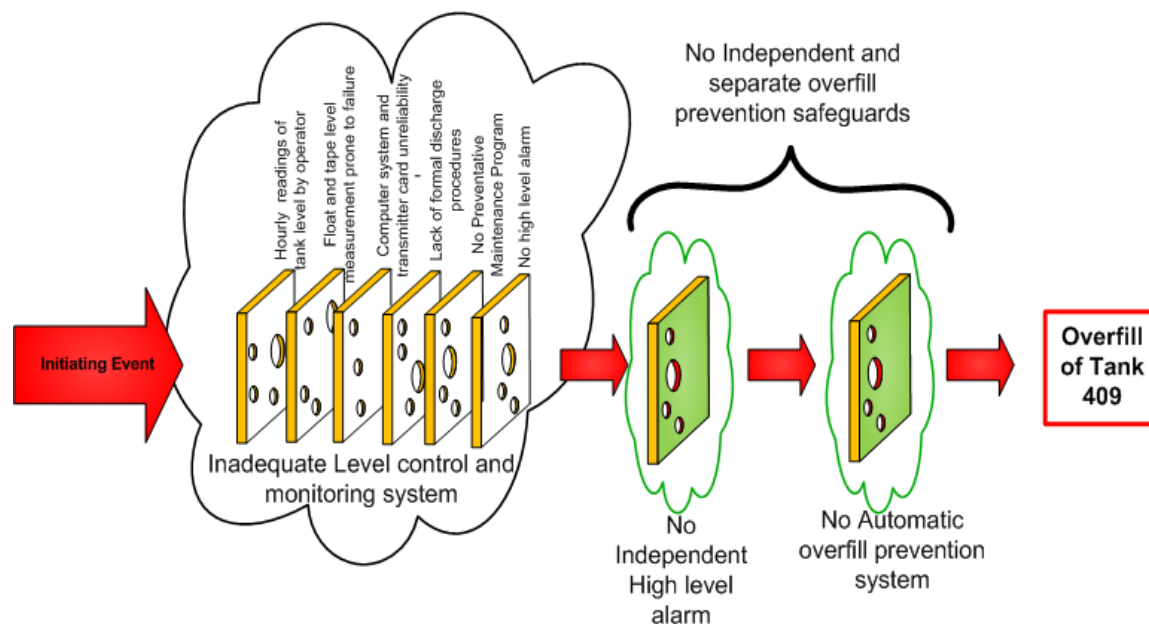 No Independent and
separate overfill
prevention safeguards
Hourly readings of
tank level by operator
Float and tape level
measurement prone to failure
Computer system and
transmitter card unreliability
Lack of formal discharge
procedures
No Preventative
Maintenance Program
No high level alarm
Initiating Event
Inadequate Level control and
monitoring system
No
Independent
High level
alarm
No Automatic
overfill prevention
system
Overfill
of Tank
409